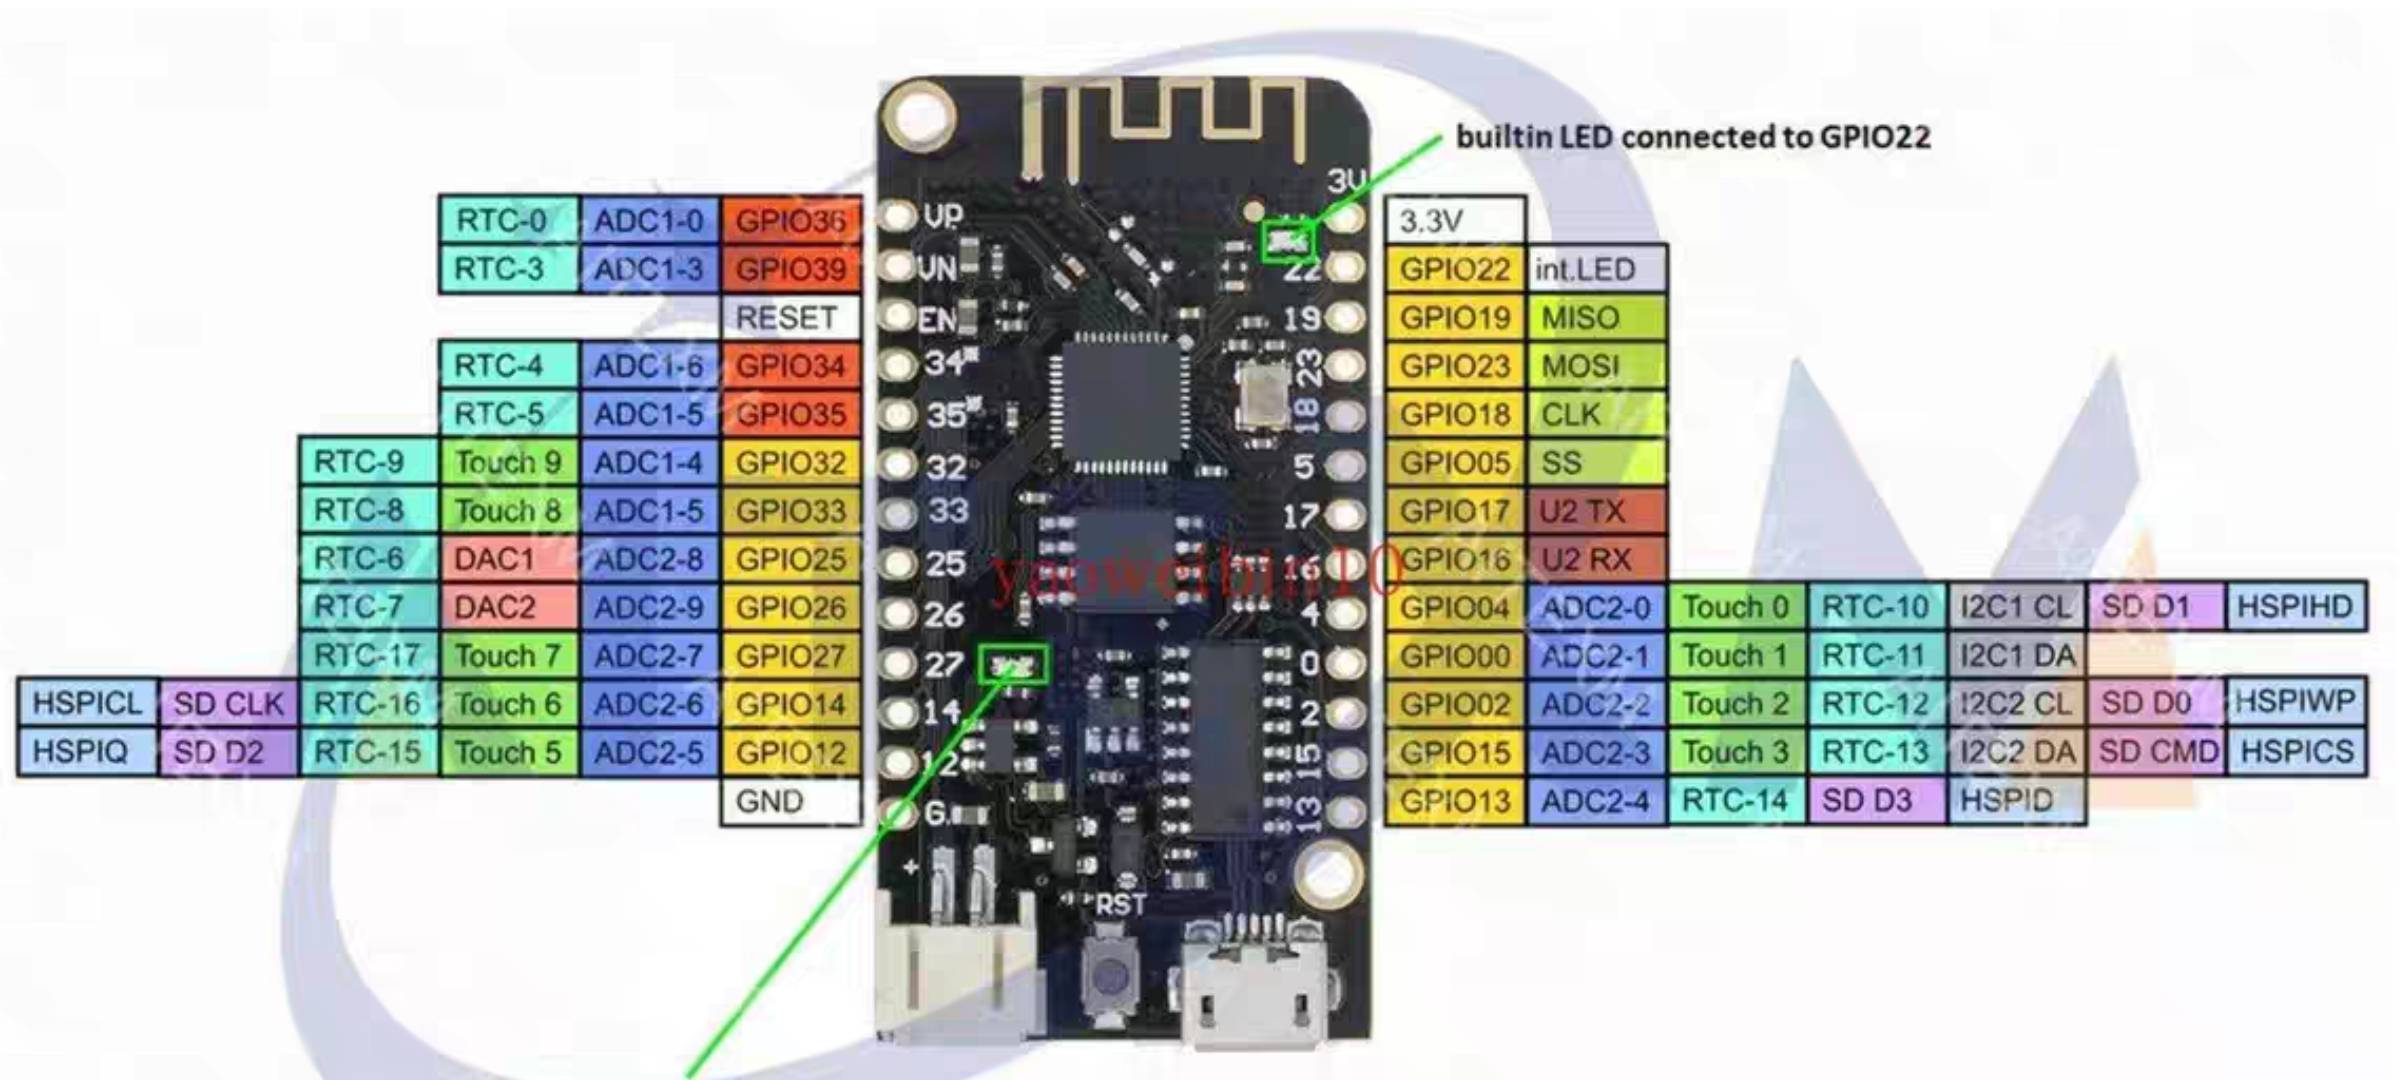 builtin LED connected to GPIO22
3V
RTC-0 ADC1-0 GPIO36 VP 3.3V
RTC-3 ADC1-3 GPIO39 VN 22 GPIO22 int.LED
RESET EN 19 GPIO19 MISO
RTC-4 ADC1-6 GPIO34 34 23 GPIO23 MOSI
RTC-5 ADC1-5 GPIO35 35 18 GPIO18 CLK
RTC-9 Touch 9 ADC1-4 GPIO32 32 5 GPIO05 SS
RTC-8 Touch 8 ADC1-5 GPIO33 33 17 GPIO17 U2 TX
RTC-6 DAC1 ADC2-8 GPIO25 25 16 GPIO16 U2 RX
yaoweibin10
RTC-7 DAC2 ADC2-9 GPIO26 26 4 GPIO04 ADC2-0 Touch 0 RTC-10 I2C1 CL SD D1 HSPIHD
RTC-17 Touch 7 ADC2-7 GPIO27 27 0 GPIO00 ADC2-1 Touch 1 RTC-11 I2C1 DA
HSPICL SD CLK RTC-16 Touch 6 ADC2-6 GPIO14 14 2 GPIO02 ADC2-2 Touch 2 RTC-12 I2C2 CL SD D0 HSPIWP
HSPIQ SD D2 RTC-15 Touch 5 ADC2-5 GPIO12 12 15 GPIO15 ADC2-3 Touch 3 RTC-13 I2C2 DA SD CMD HSPICS
GND 13 GPIO13 ADC2-4 RTC-14 SD D3 HSPID
+
RST